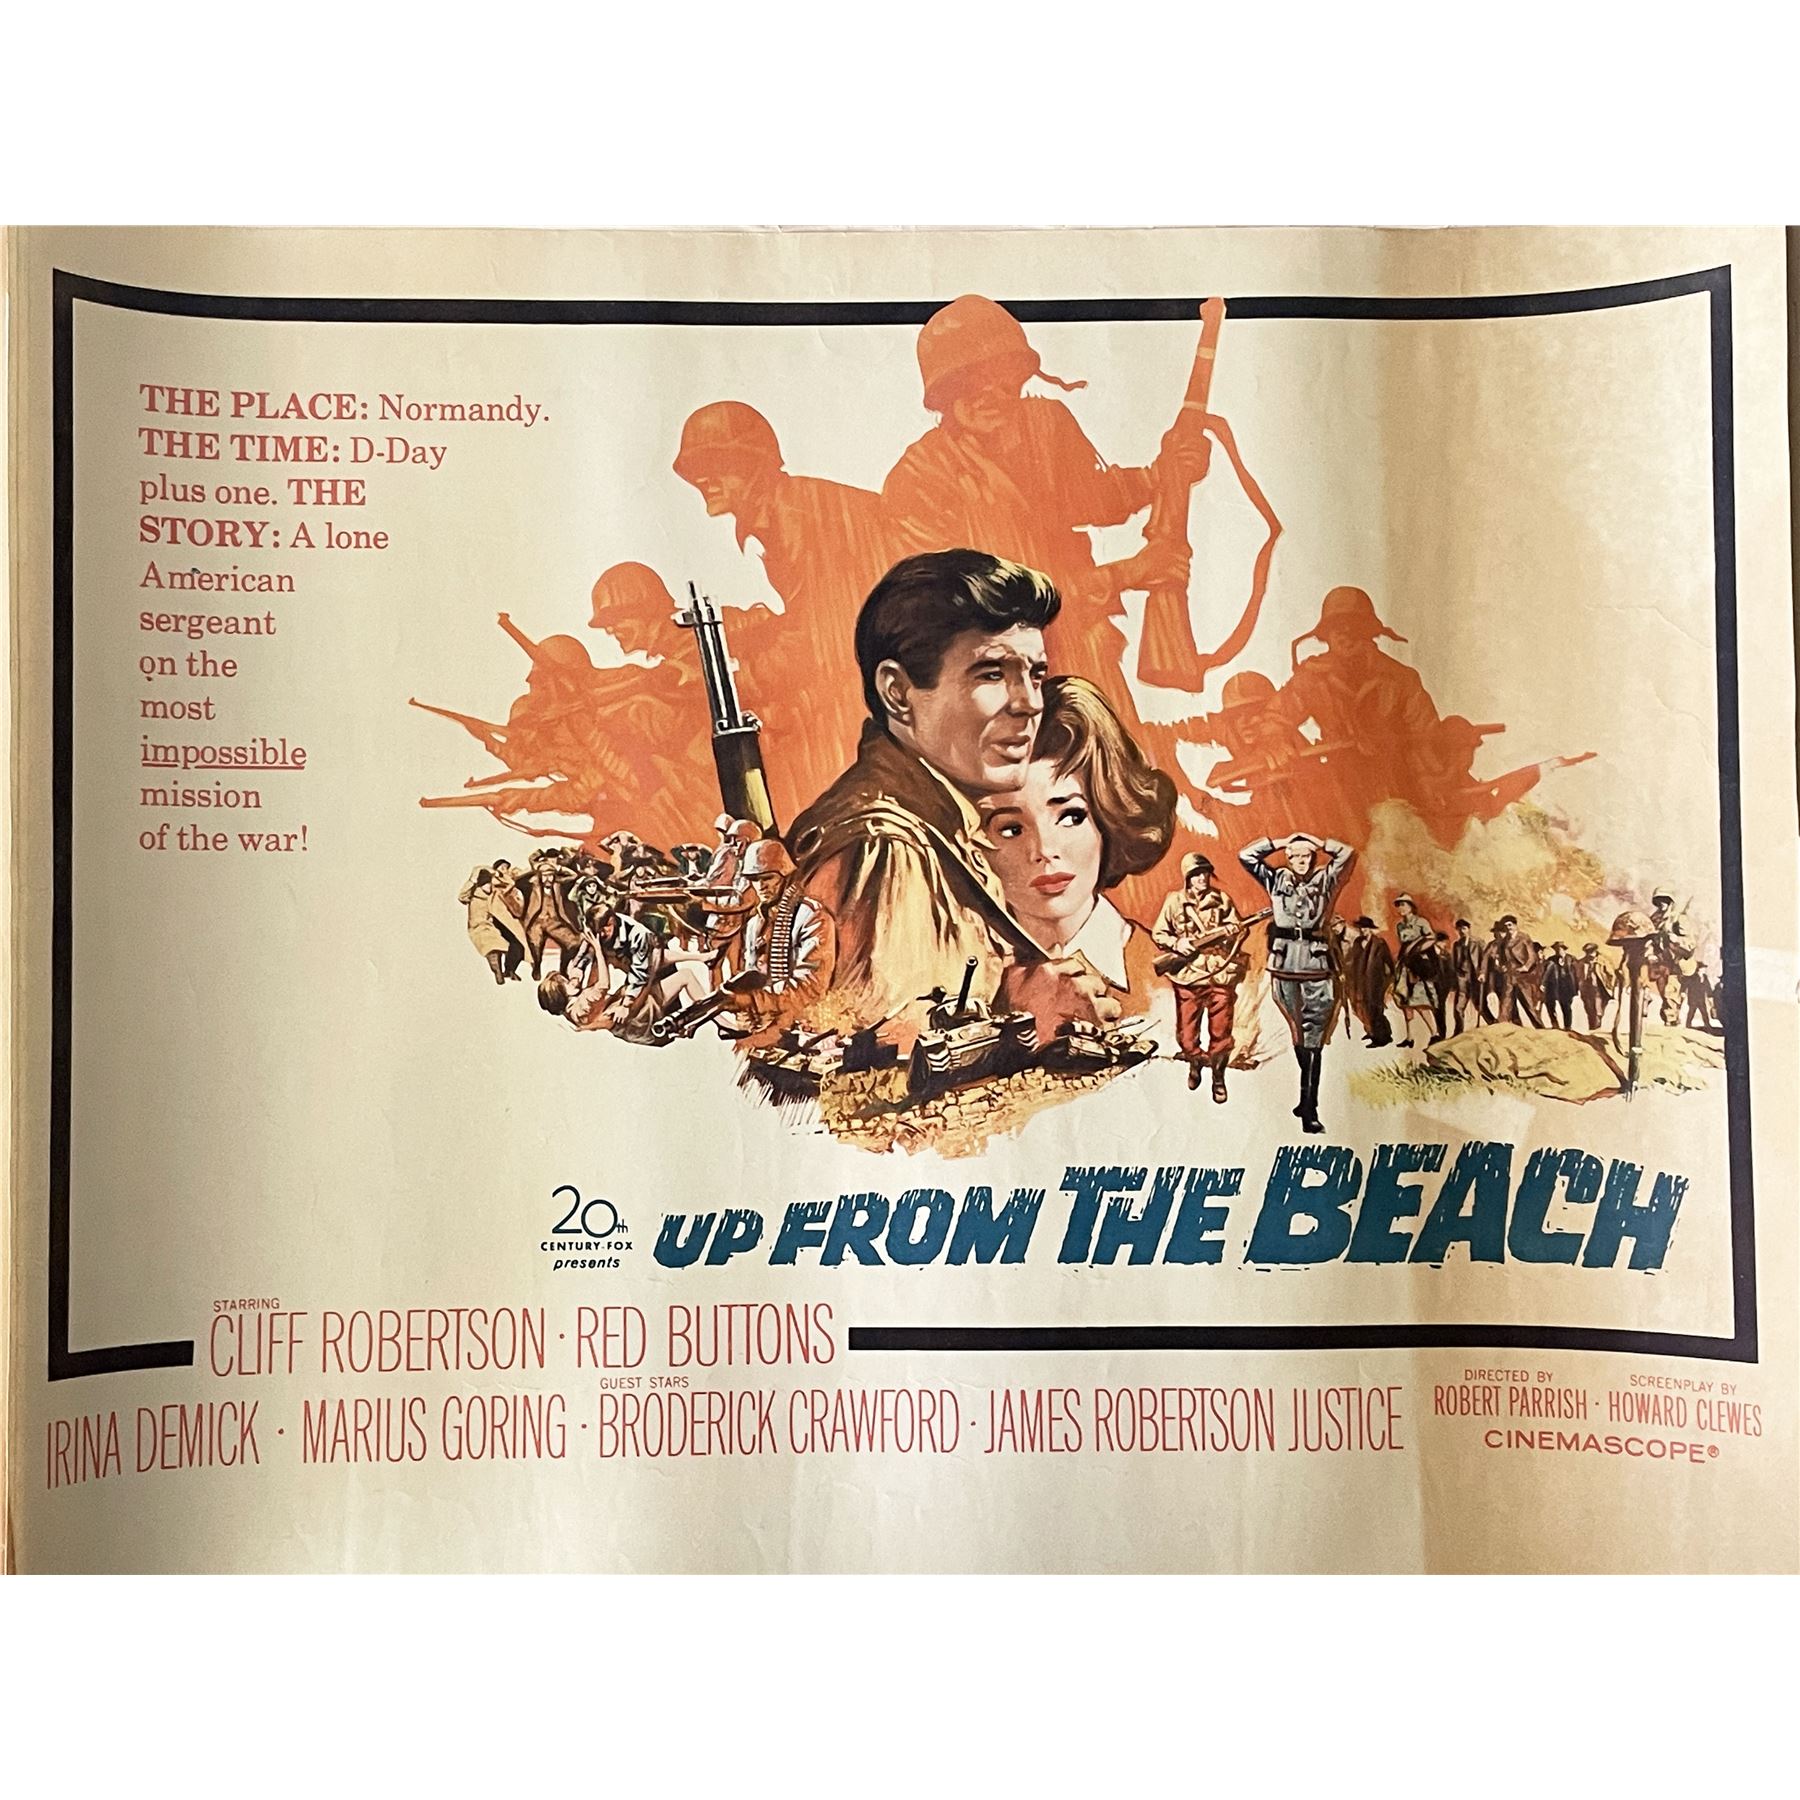 THE PLACE: Normandy.
THE TIME: D-Day
plus one. THE
STORY: A lone
American
sergeant
on the
most
impossible
mission
of the war!
20th
CENTURY-FOX
presents
UP FROM THE BEACH
STARRING
CLIFF ROBERTSON · RED BUTTONS
GUEST STARS
IRINA DEMICK · MARIUS GORING · BRODERICK CRAWFORD · JAMES ROBERTSON JUSTICE
DIRECTED BY
ROBERT PARRISH · HOWARD CLEWES
SCREENPLAY BY
CINEMASCOPE®